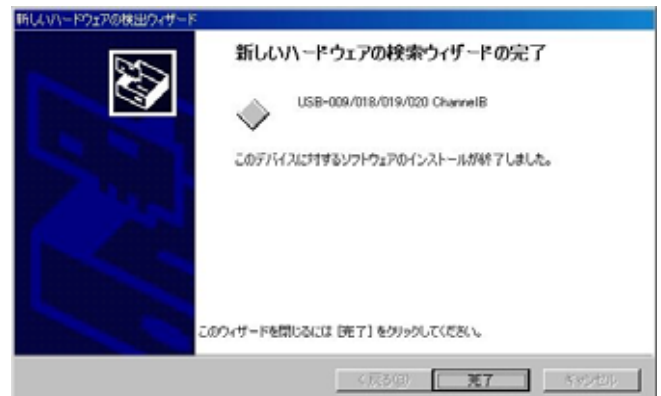 新しいハードウェアの検出ウィザード
新しいハードウェアの検索ウィザードの完了
USB-009/018/019/020 ChannelB
このデバイスに対するソフトウェアのインストールが終了しました。
このウィザードを閉じるには [完了] をクリックしてください。
< 戻る(B)
完了
キャンセル